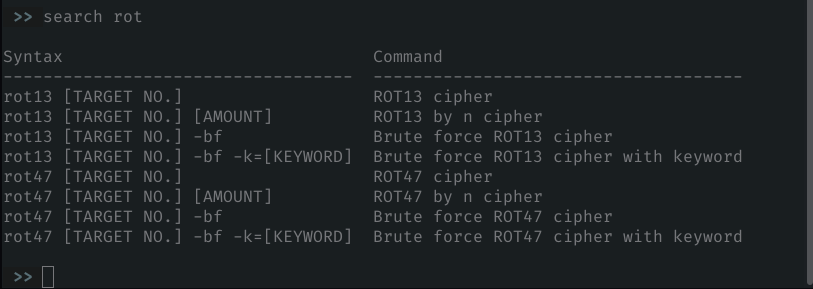 >> search rot
Syntax Command
----------------------------------- -------------------------------------
rot13 [TARGET NO.] ROT13 cipher
rot13 [TARGET NO.] [AMOUNT] ROT13 by n cipher
rot13 [TARGET NO.] -bf Brute force ROT13 cipher
rot13 [TARGET NO.] -bf -k=[KEYWORD] Brute force ROT13 cipher with keyword
rot47 [TARGET NO.] ROT47 cipher
rot47 [TARGET NO.] [AMOUNT] ROT47 by n cipher
rot47 [TARGET NO.] -bf Brute force ROT47 cipher
rot47 [TARGET NO.] -bf -k=[KEYWORD] Brute force ROT47 cipher with keyword
>>